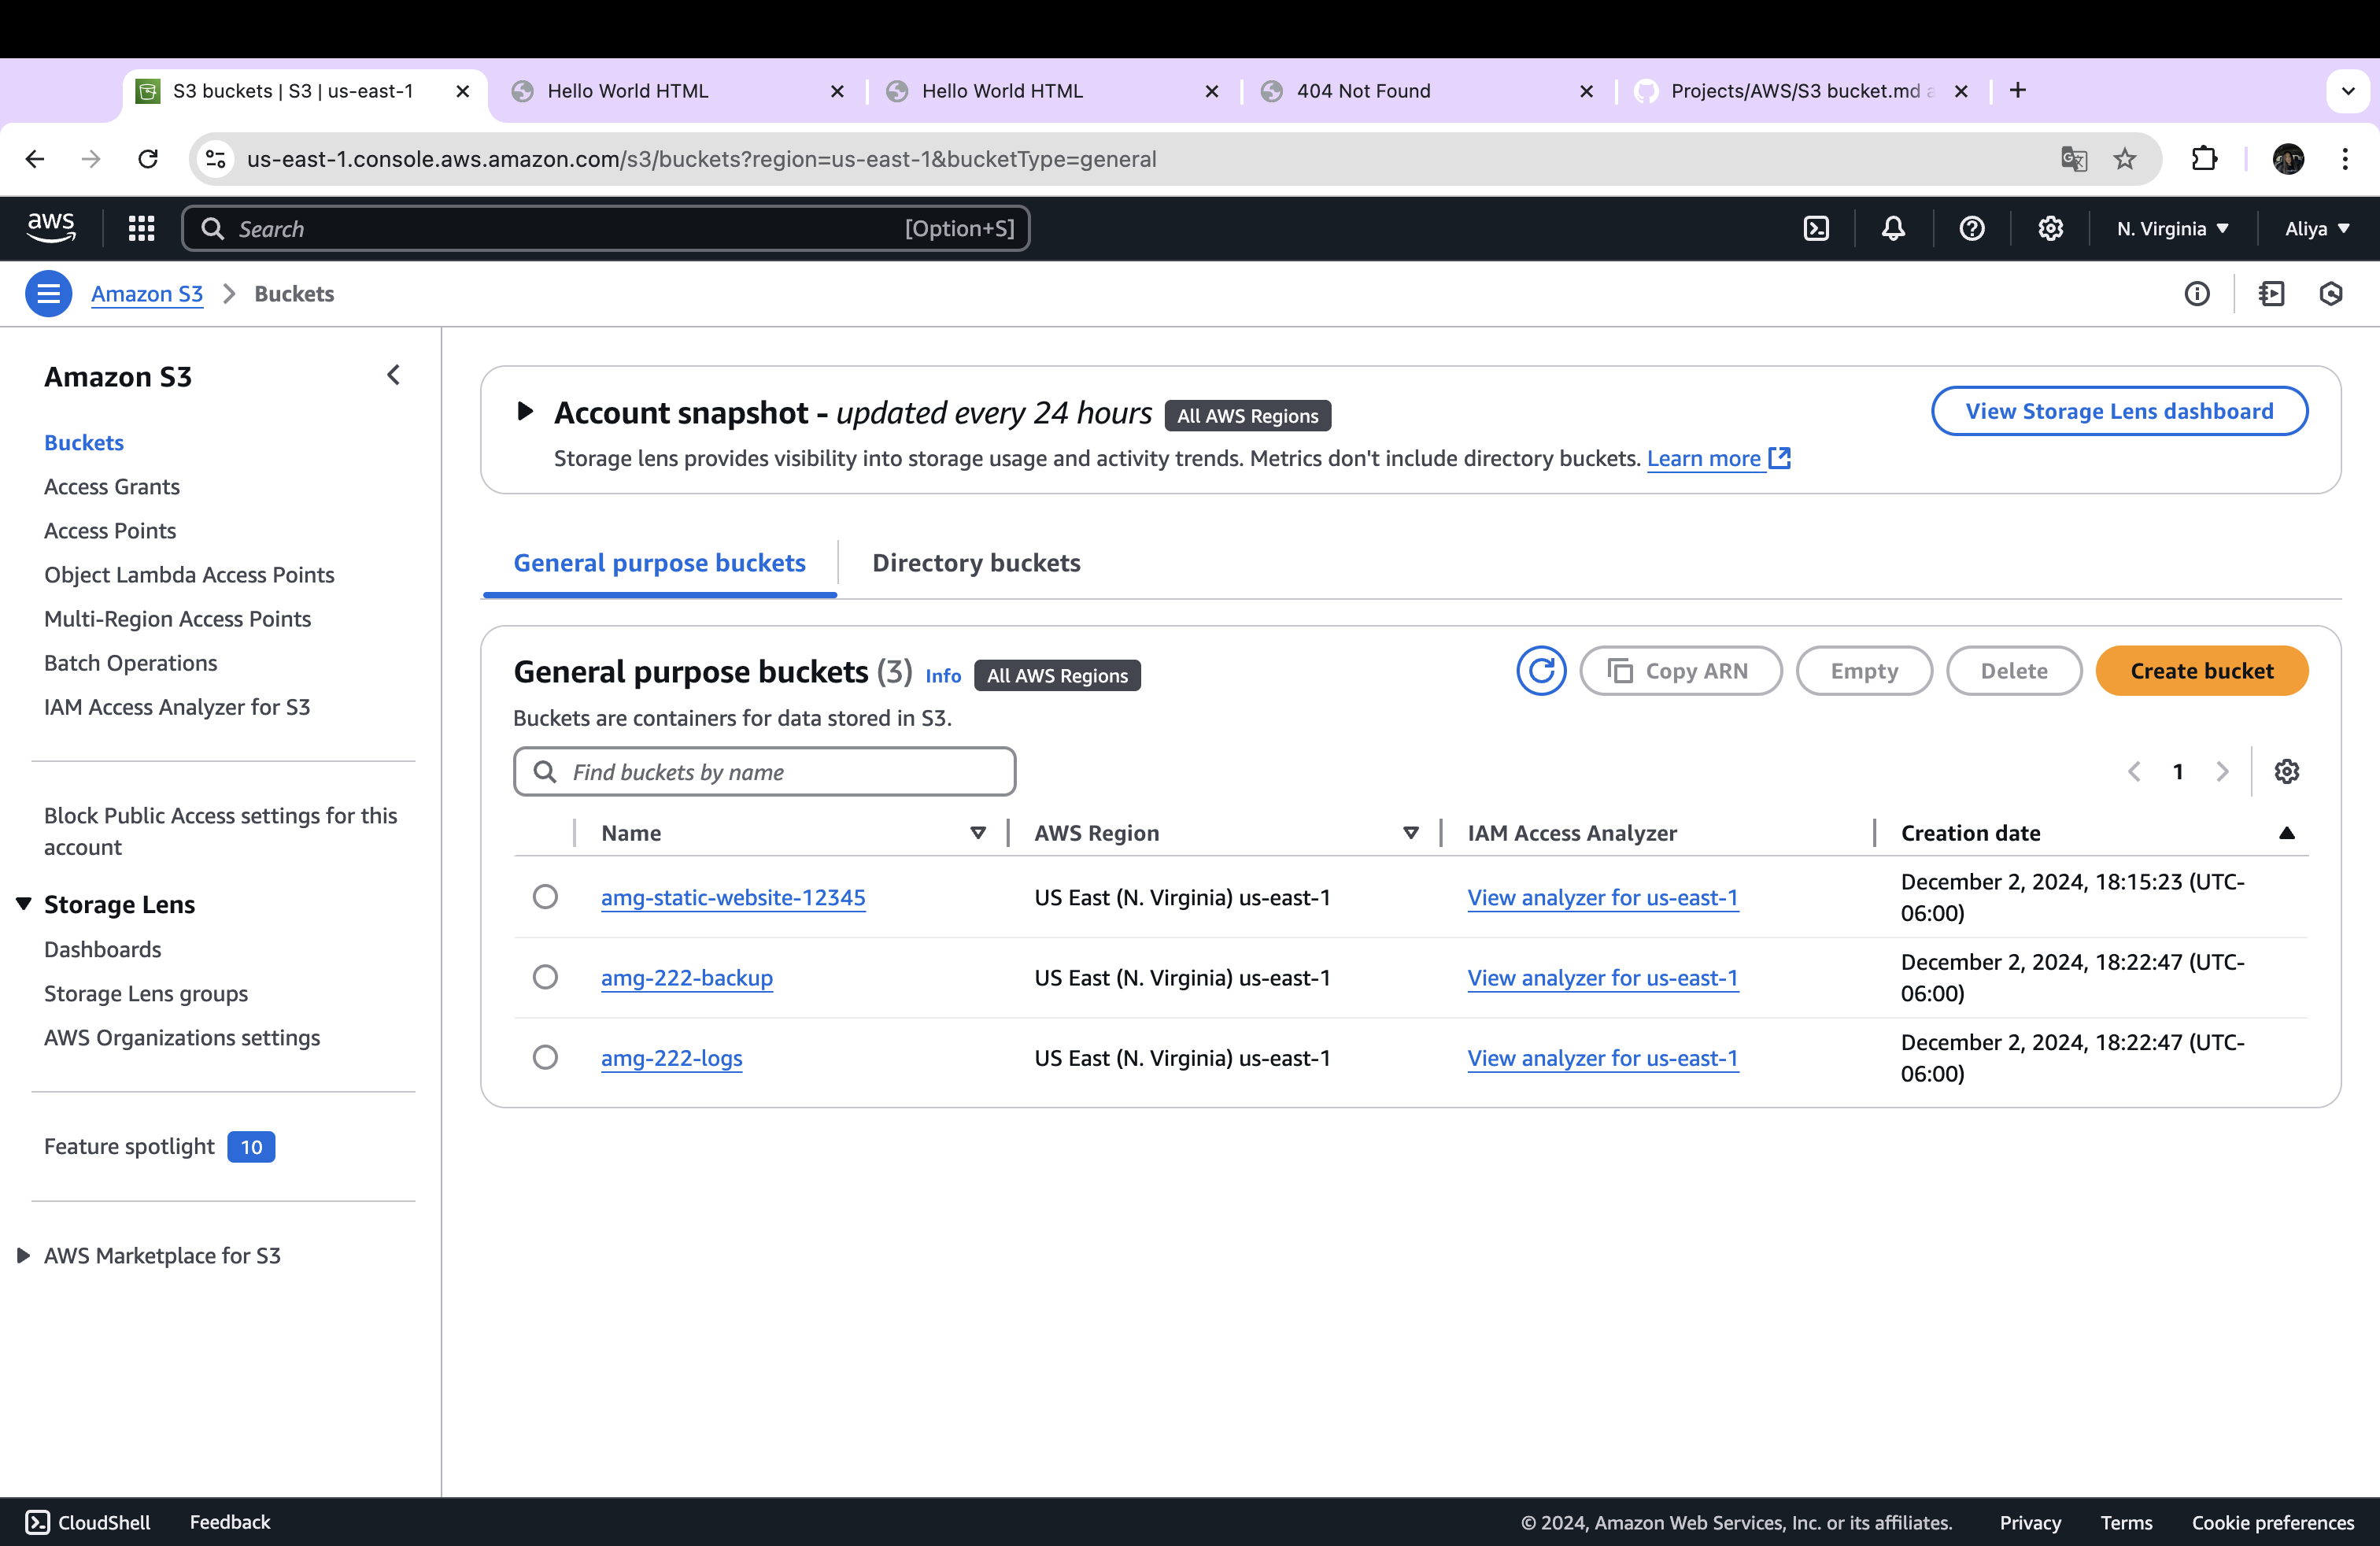 S3 buckets | S3 | us-east-1
Hello World HTML
Hello World HTML
404 Not Found
Projects/AWS/S3 bucket.md a
us-east-1.console.aws.amazon.com/s3/buckets?region=us-east-1&bucketType=general
aws
Search
[Option+S]
N. Virginia
Aliya
Amazon S3
Buckets
Amazon S3
Buckets
Access Grants
Access Points
Object Lambda Access Points
Multi-Region Access Points
Batch Operations
IAM Access Analyzer for S3
Block Public Access settings for this
account
Storage Lens
Dashboards
Storage Lens groups
AWS Organizations settings
Feature spotlight 10
AWS Marketplace for S3
Account snapshot - updated every 24 hours All AWS Regions
View Storage Lens dashboard
Storage lens provides visibility into storage usage and activity trends. Metrics don't include directory buckets. Learn more
General purpose buckets
Directory buckets
General purpose buckets (3) Info All AWS Regions
Copy ARN
Empty
Delete
Create bucket
Buckets are containers for data stored in S3.
Find buckets by name
1
Name
AWS Region
IAM Access Analyzer
Creation date
amg-static-website-12345
US East (N. Virginia) us-east-1
View analyzer for us-east-1
December 2, 2024, 18:15:23 (UTC-
06:00)
amg-222-backup
US East (N. Virginia) us-east-1
View analyzer for us-east-1
December 2, 2024, 18:22:47 (UTC-
06:00)
amg-222-logs
US East (N. Virginia) us-east-1
View analyzer for us-east-1
December 2, 2024, 18:22:47 (UTC-
06:00)
CloudShell
Feedback
© 2024, Amazon Web Services, Inc. or its affiliates.
Privacy
Terms
Cookie preferences